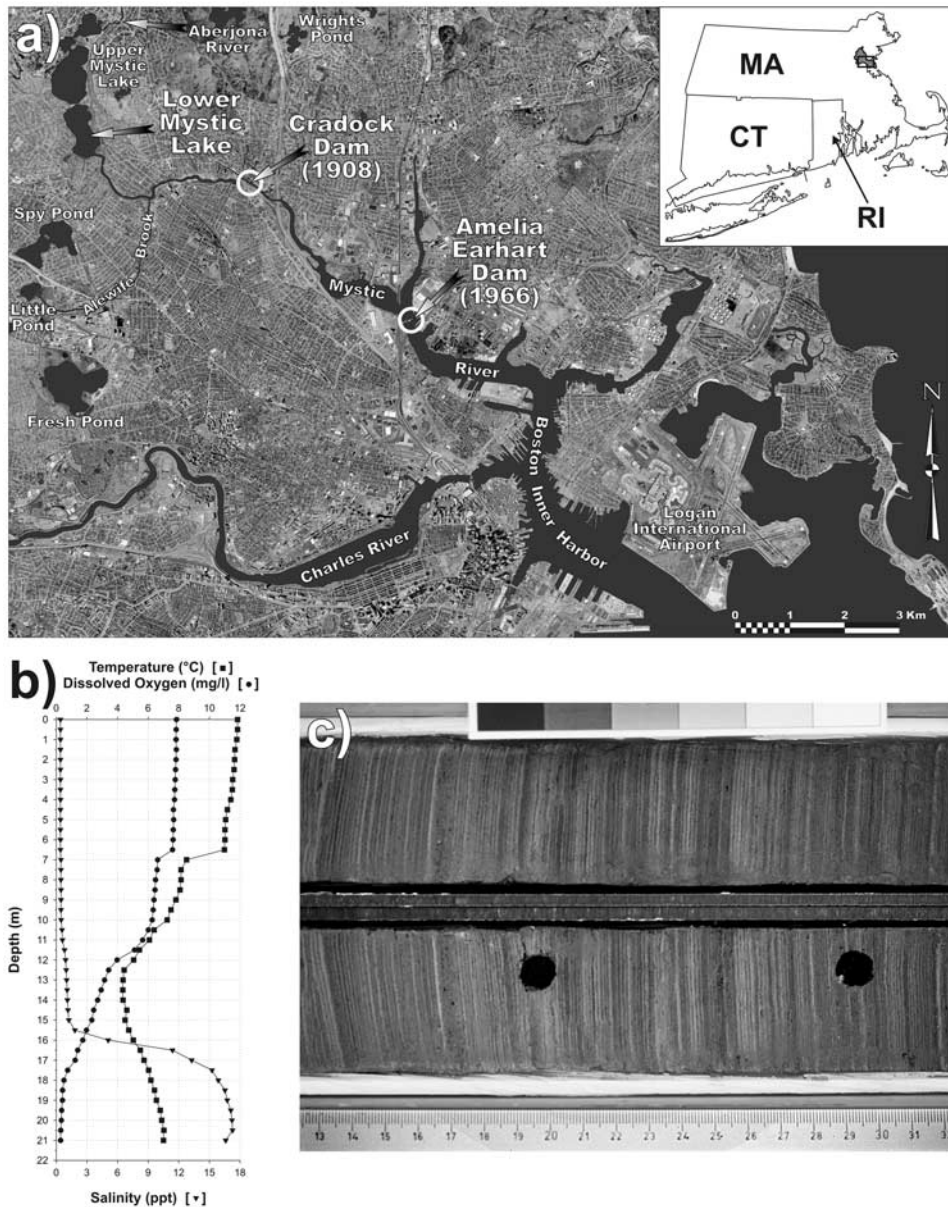 a)
Aberjona
River
Wrights
Pond
Upper
Mystic
Lake
Lower
Mystic
Lake
Cradock
Dam
(1908)
MA
CT
RI
Spy Pond
Alewife Brook
Little
Pond
Fresh Pond
Amelia
Earhart
Dam
(1966)
Mystic
River
Boston Inner Harbor
Charles River
Logan
International
Airport
N
0 1 2 3 Km
b)
Temperature (°C) [■]
Dissolved Oxygen (mg/l) [●]
0 2 4 6 8 10 12
Depth (m)
0
1
2
3
4
5
6
7
8
9
10
11
12
13
14
15
16
17
18
19
20
21
22
0 3 6 9 12 15 18
Salinity (ppt) [▼]
c)
13 14 15 16 17 18 19 20 21 22 23 24 25 26 27 28 29 30 31